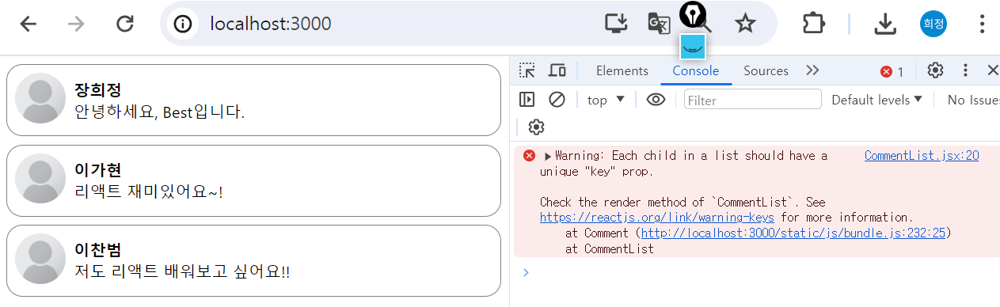 localhost:3000
희정
장희정
안녕하세요, Best입니다.
이가현
리액트 재미있어요~!
이찬범
저도 리액트 배워보고 싶어요!!
Elements Console Sources 1
top Filter Default levels No Issues
Warning: Each child in a list should have a CommentList.jsx:20
unique "key" prop.
Check the render method of `CommentList`. See
https://reactjs.org/link/warning-keys for more information.
at Comment (http://localhost:3000/static/js/bundle.js:232:25)
at CommentList